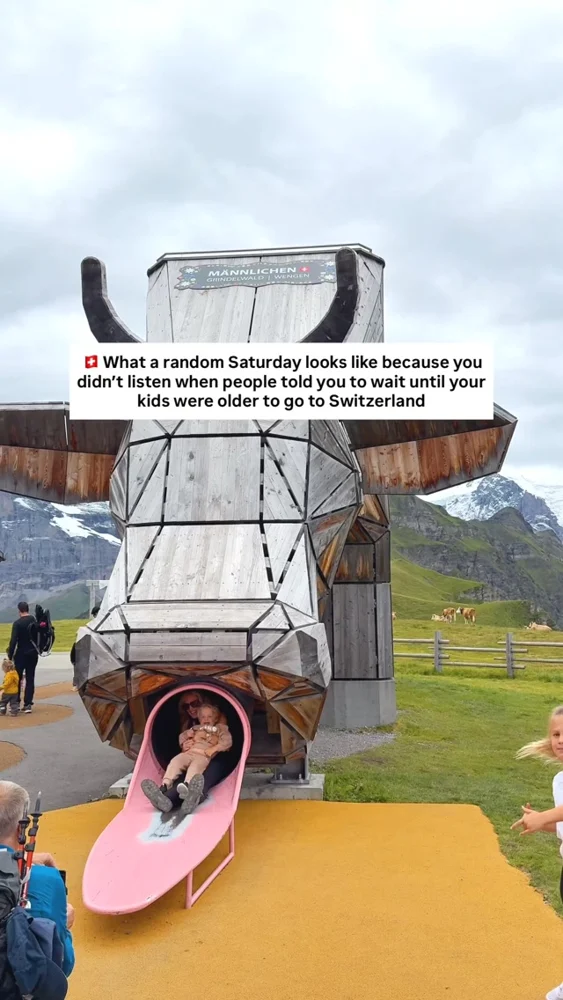 MÄNNLICHEN
GRINDELWALD | WENGEN
🇨🇭 What a random Saturday looks like because you
didn't listen when people told you to wait until your
kids were older to go to Switzerland